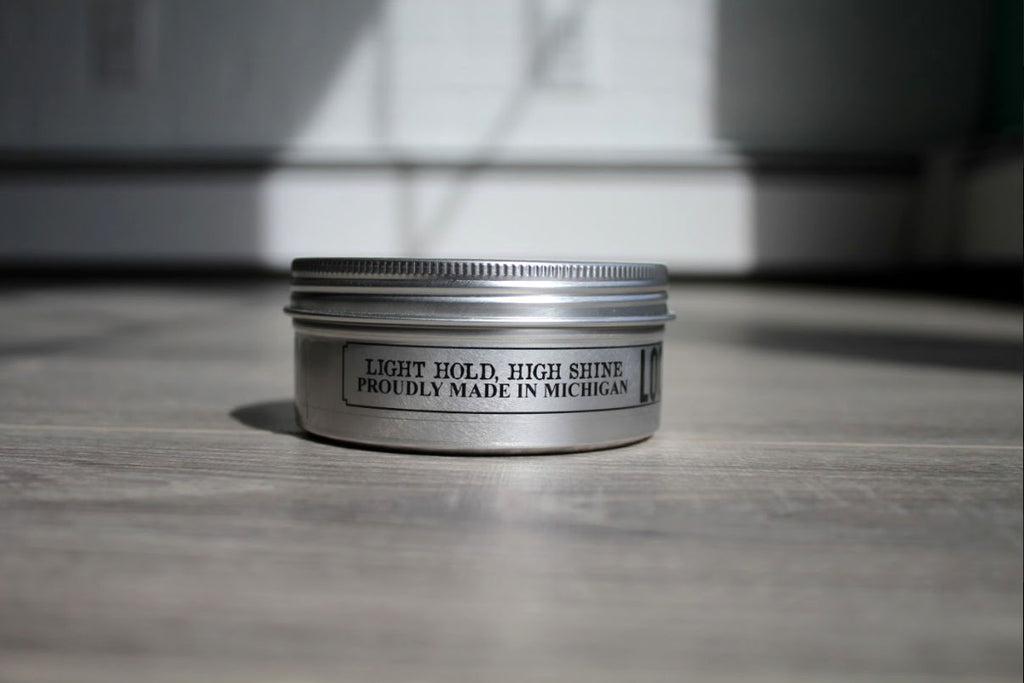 LIGHT HOLD, HIGH SHINE
PROUDLY MADE IN MICHIGAN